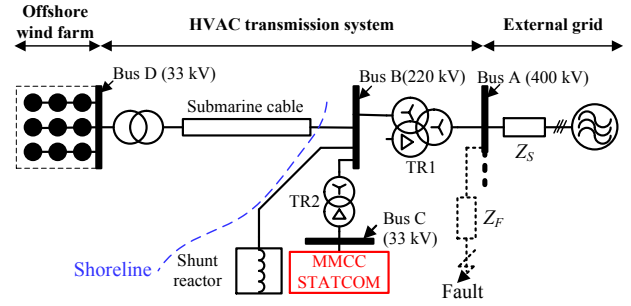 Offshore
wind farm
HVAC transmission system
External grid
Bus D (33 kV)
Bus B(220 kV)
Bus A (400 kV)
Submarine cable
TR1
Z_S
TR2
Z_F
Bus C
(33 kV)
Shoreline
Shunt
reactor
MMCC
STATCOM
Fault